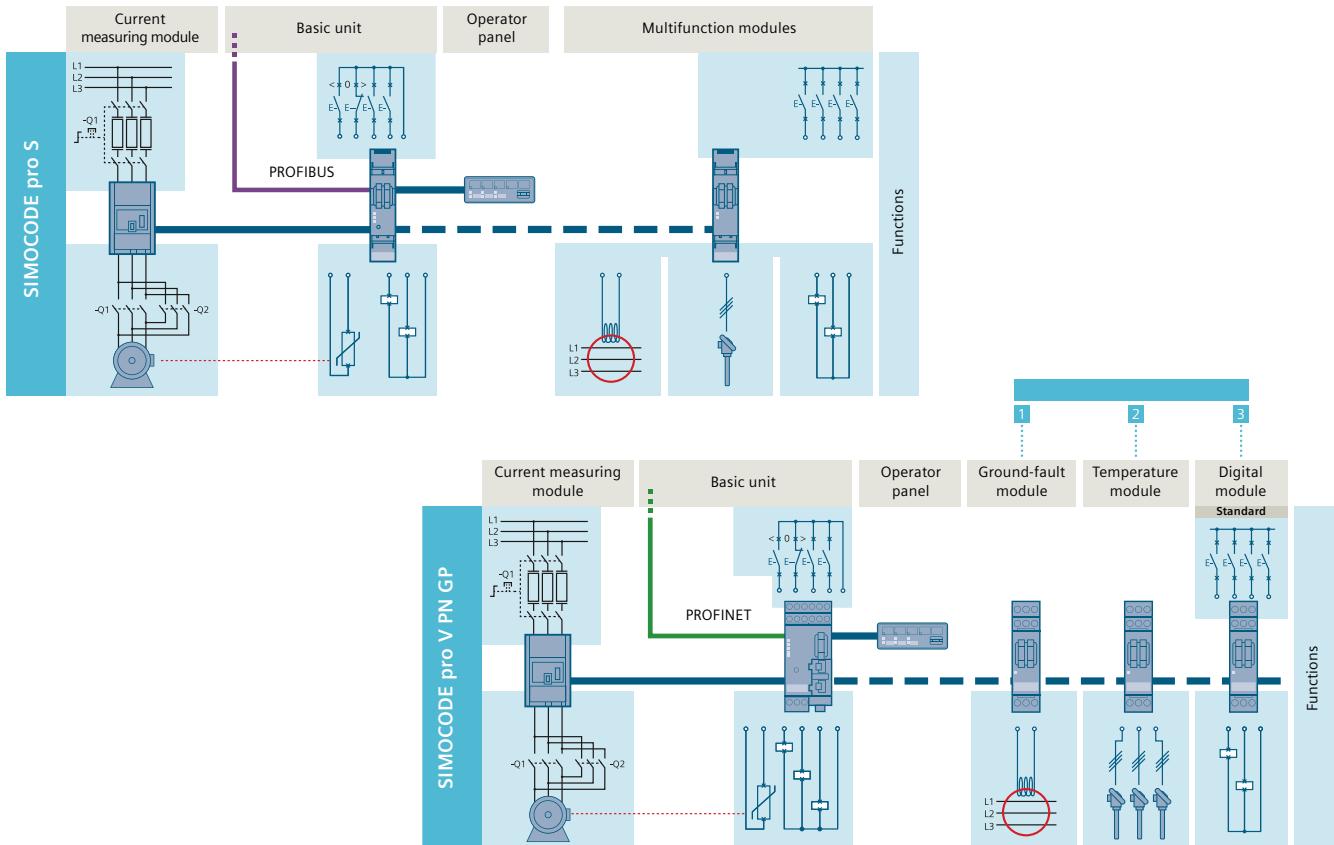 Current
measuring module
Basic unit
Operator
panel
Multifunction modules
SIMOCODE pro S
L1
L2
L3
-Q1
< 0 >
E- E- E- E-
E- E- E- E-
PROFIBUS
Functions
-Q1
-Q2
L1
L2
L3
1
2
3
Current measuring
module
Basic unit
Operator
panel
Ground-fault
module
Temperature
module
Digital
module
Standard
SIMOCODE pro V PN GP
L1
L2
L3
-Q1
< 0 >
E- E- E- E-
E- E- E- E-
PROFINET
Functions
-Q1
-Q2
L1
L2
L3